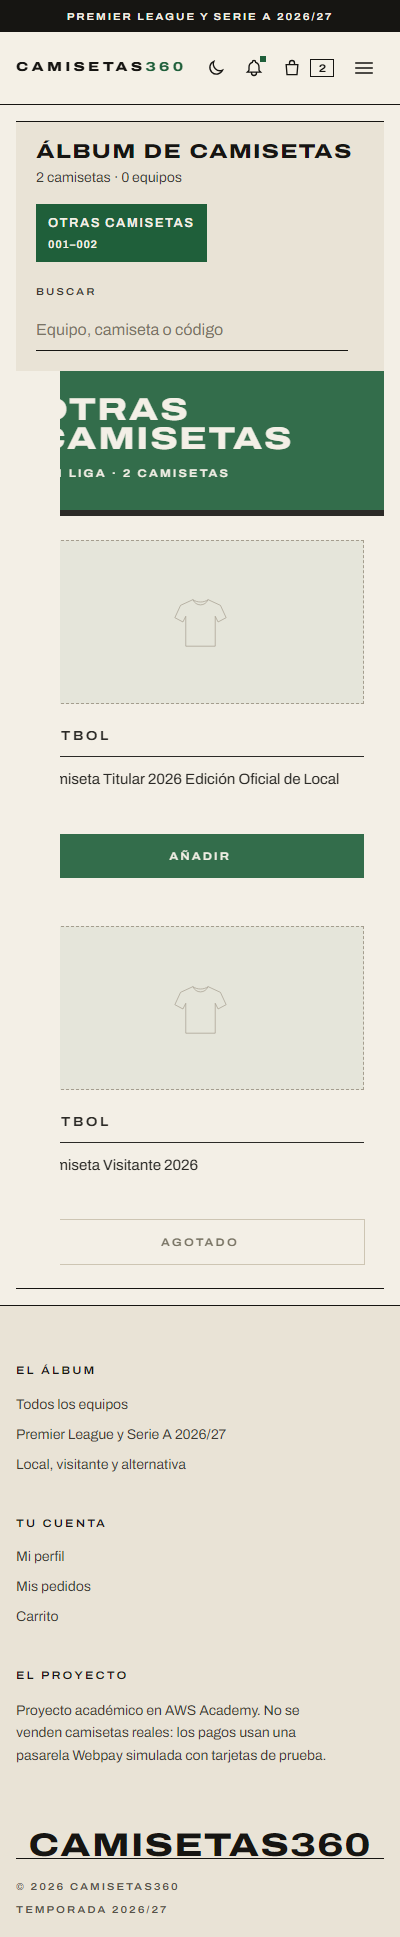 PREMIER LEAGUE Y SERIE A 2026/27
CAMISETAS360
2
ÁLBUM DE CAMISETAS
2 camisetas · 0 equipos
OTRAS CAMISETAS
001–002
BUSCAR
Equipo, camiseta o código
OTRAS
CAMISETAS
LIGA · 2 CAMISETAS
TBOL
miseta Titular 2026 Edición Oficial de Local
AÑADIR
TBOL
miseta Visitante 2026
AGOTADO
EL ÁLBUM
Todos los equipos
Premier League y Serie A 2026/27
Local, visitante y alternativa
TU CUENTA
Mi perfil
Mis pedidos
Carrito
EL PROYECTO
Proyecto académico en AWS Academy. No se
venden camisetas reales: los pagos usan una
pasarela Webpay simulada con tarjetas de prueba.
CAMISETAS360
© 2026 CAMISETAS360
TEMPORADA 2026/27